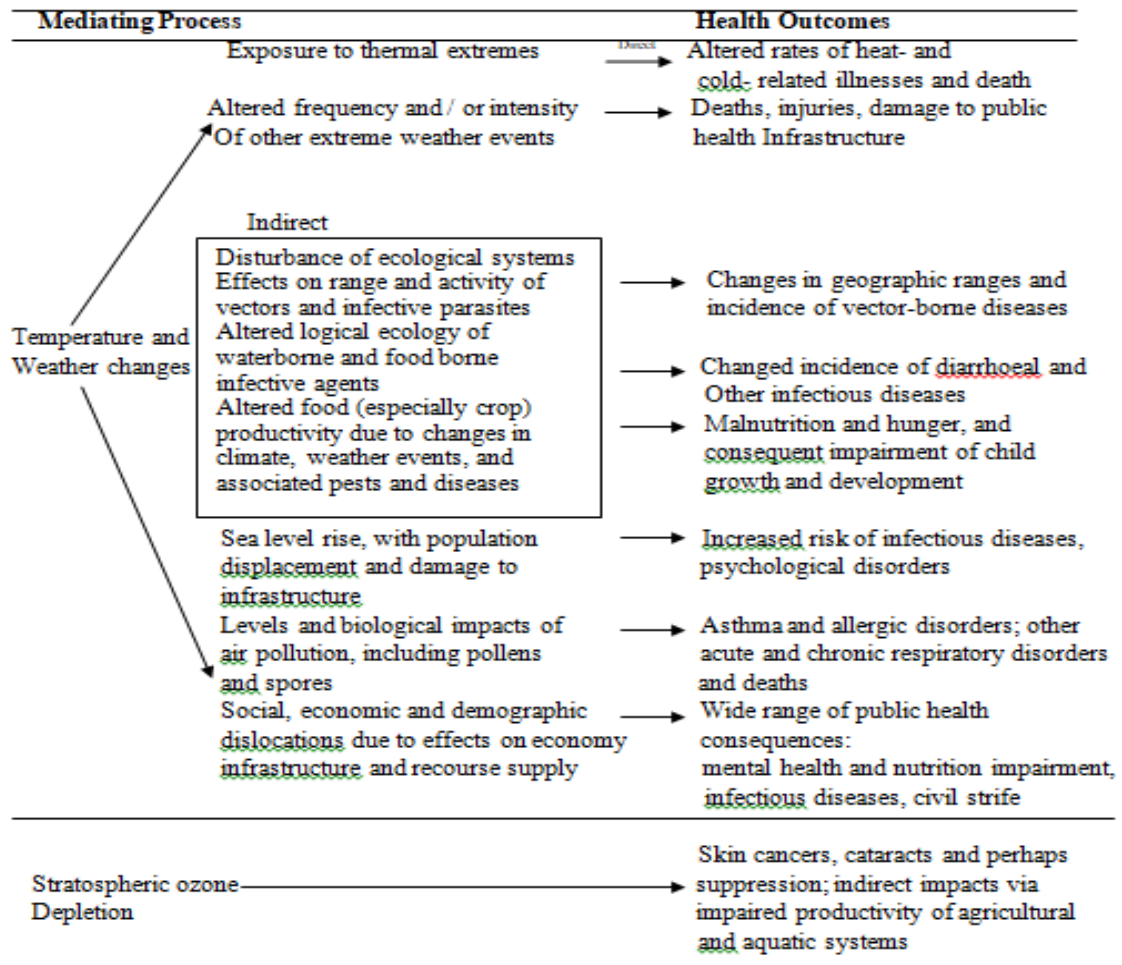 Mediating Process Health Outcomes
Exposure to thermal extremes Direct Altered rates of heat- and
cold- related illnesses and death
Altered frequency and / or intensity Deaths, injuries, damage to public
Of other extreme weather events health Infrastructure
Indirect
Disturbance of ecological systems
Effects on range and activity of Changes in geographic ranges and
vectors and infective parasites incidence of vector-borne diseases
Temperature and Altered logical ecology of
Weather changes waterborne and food borne Changed incidence of diarrhoeal and
infective agents Other infectious diseases
Altered food (especially crop) Malnutrition and hunger, and
productivity due to changes in consequent impairment of child
climate, weather events, and growth and development
associated pests and diseases
Sea level rise, with population Increased risk of infectious diseases,
displacement and damage to psychological disorders
infrastructure
Levels and biological impacts of Asthma and allergic disorders; other
air pollution, including pollens acute and chronic respiratory disorders
and spores and deaths
Social, economic and demographic Wide range of public health
dislocations due to effects on economy consequences:
infrastructure and recourse supply mental health and nutrition impairment,
infectious diseases, civil strife
Skin cancers, cataracts and perhaps
Stratospheric ozone suppression; indirect impacts via
Depletion impaired productivity of agricultural
and aquatic systems